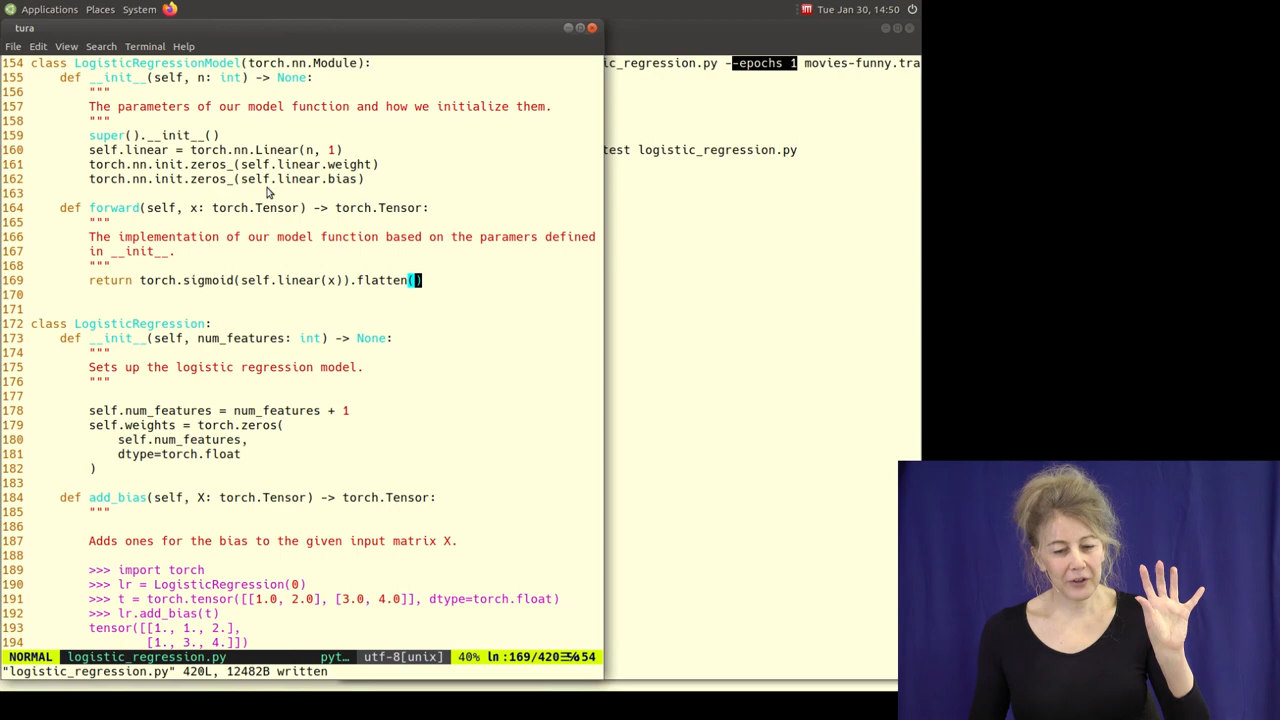 Applications Places System Tue Jan 30, 14:50
tura
File Edit View Search Terminal Help
154 class LogisticRegressionModel(torch.nn.Module):
155     def __init__(self, n: int) -> None:
156         """
157         The parameters of our model function and how we initialize them.
158         """
159         super().__init__()
160         self.linear = torch.nn.Linear(n, 1)
161         torch.nn.init.zeros_(self.linear.weight)
162         torch.nn.init.zeros_(self.linear.bias)
163
164     def forward(self, x: torch.Tensor) -> torch.Tensor:
165         """
166         The implementation of our model function based on the paramers defined
167         in __init__.
168         """
169         return torch.sigmoid(self.linear(x)).flatten()
170
171
172 class LogisticRegression:
173     def __init__(self, num_features: int) -> None:
174         """
175         Sets up the logistic regression model.
176         """
177
178         self.num_features = num_features + 1
179         self.weights = torch.zeros(
180             self.num_features,
181             dtype=torch.float
182         )
183
184     def add_bias(self, X: torch.Tensor) -> torch.Tensor:
185         """
186
187         Adds ones for the bias to the given input matrix X.
188
189         >>> import torch
190         >>> lr = LogisticRegression(0)
191         >>> t = torch.tensor([[1.0, 2.0], [3.0, 4.0]], dtype=torch.float)
192         >>> lr.add_bias(t)
193         tensor([[1., 1., 2.],
194                 [1., 3., 4.]])
NORMAL logistic_regression.py pyt… utf-8[unix] 40% ln:169/420
"logistic_regression.py" 420L, 12482B written
ic_regression.py --epochs 1 movies-funny.tra
test logistic_regression.py